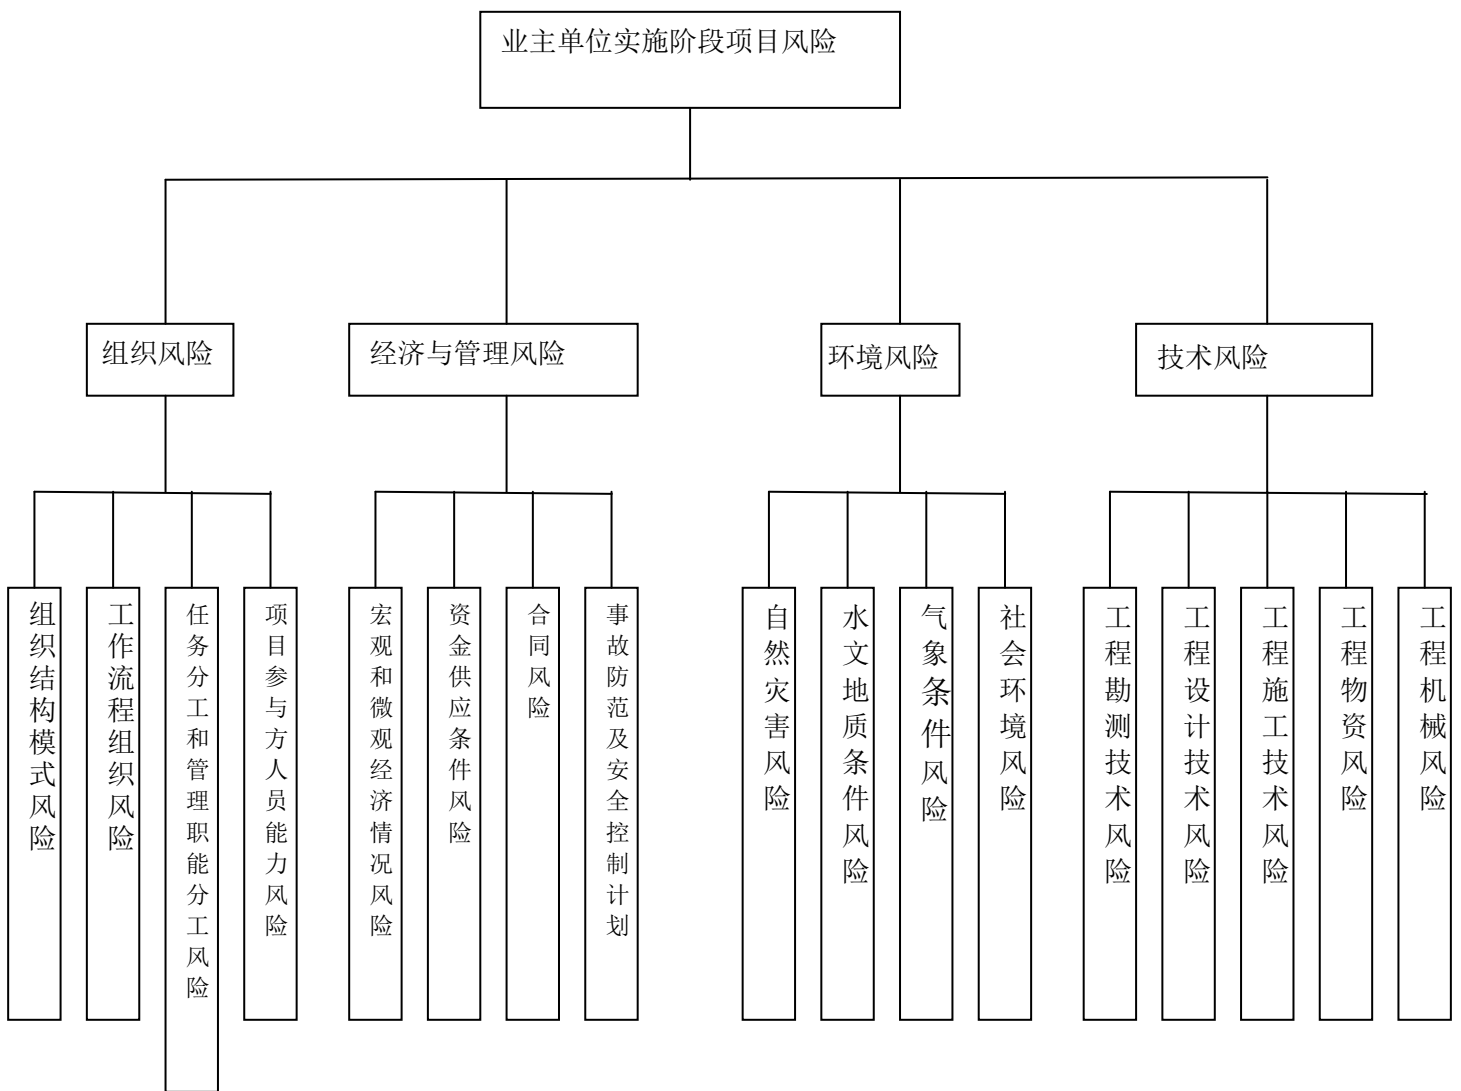 业主单位实施阶段项目风险
组织风险
经济与管理风险
环境风险
技术风险
组织结构模式风险
工作流程组织风险
任务分工和管理职能分工风险
项目参与方人员能力风险
宏观和微观经济情况风险
资金供应条件风险
合同风险
事故防范及安全控制计划
自然灾害风险
水文地质条件风险
气象条件风险
社会环境风险
工程勘测技术风险
工程设计技术风险
工程施工技术风险
工程物资风险
工程机械风险